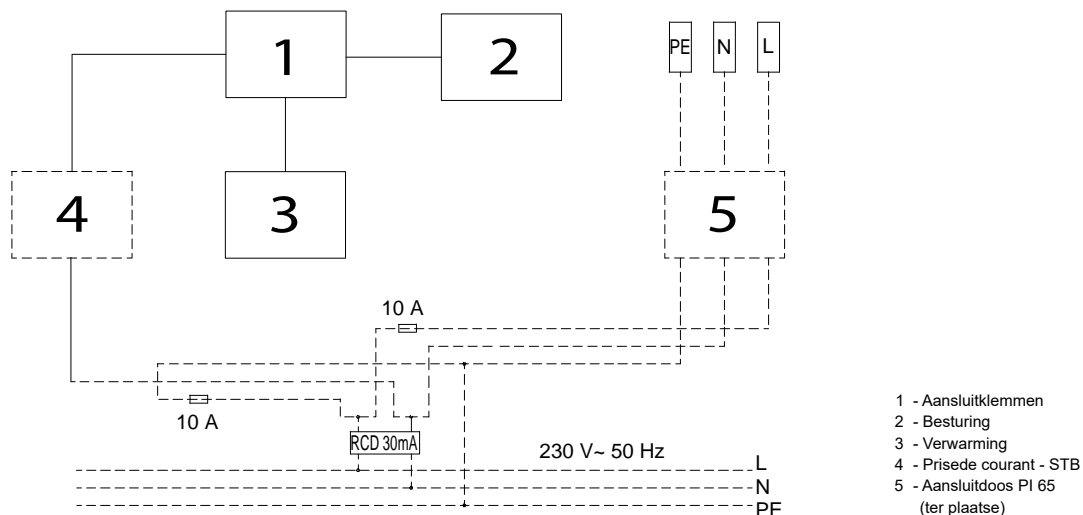 1
2
PE
N
L
4
3
5
10 A
10 A
RCD 30mA
230 V~ 50 Hz
L
N
PE
1 - Aansluitklemmen
2 - Besturing
3 - Verwarming
4 - Prisede courant - STB
5 - Aansluitdoos PI 65
(ter plaatse)